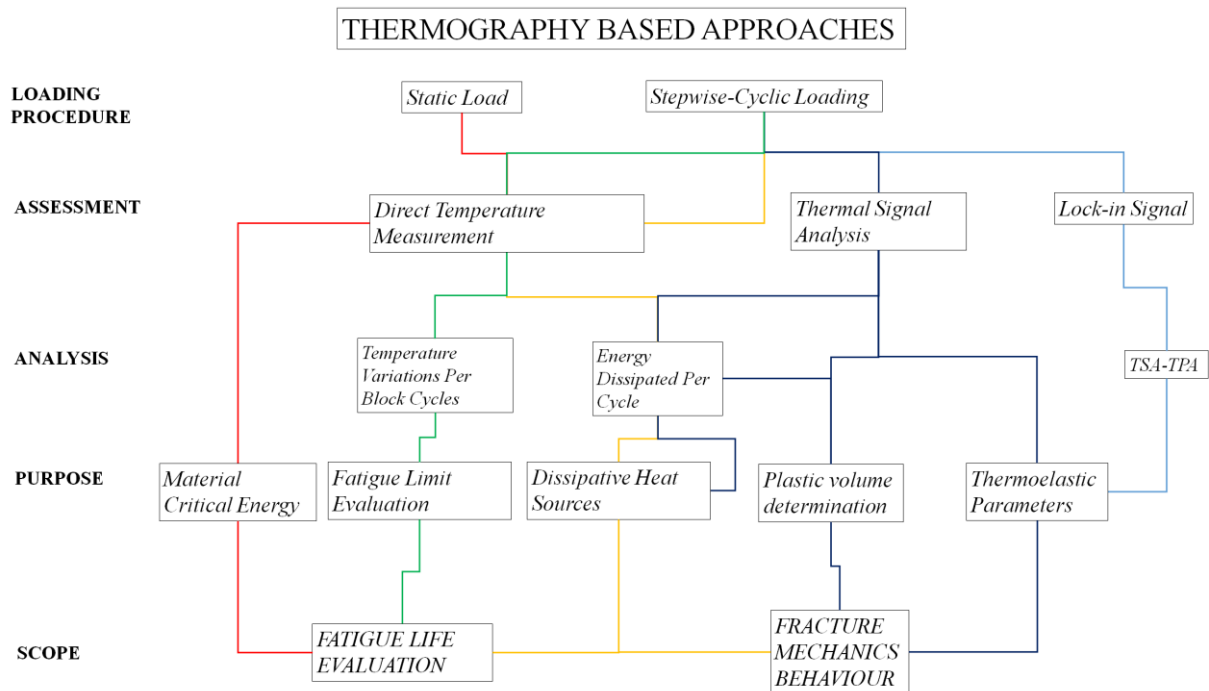 THERMOGRAPHY BASED APPROACHES
LOADING
PROCEDURE
Static Load
Stepwise-Cyclic Loading
ASSESSMENT
Direct Temperature
Measurement
Thermal Signal
Analysis
Lock-in Signal
ANALYSIS
Temperature
Variations Per
Block Cycles
Energy
Dissipated Per
Cycle
TSA-TPA
PURPOSE
Material
Critical Energy
Fatigue Limit
Evaluation
Dissipative Heat
Sources
Plastic volume
determination
Thermoelastic
Parameters
SCOPE
FATIGUE LIFE
EVALUATION
FRACTURE
MECHANICS
BEHAVIOUR